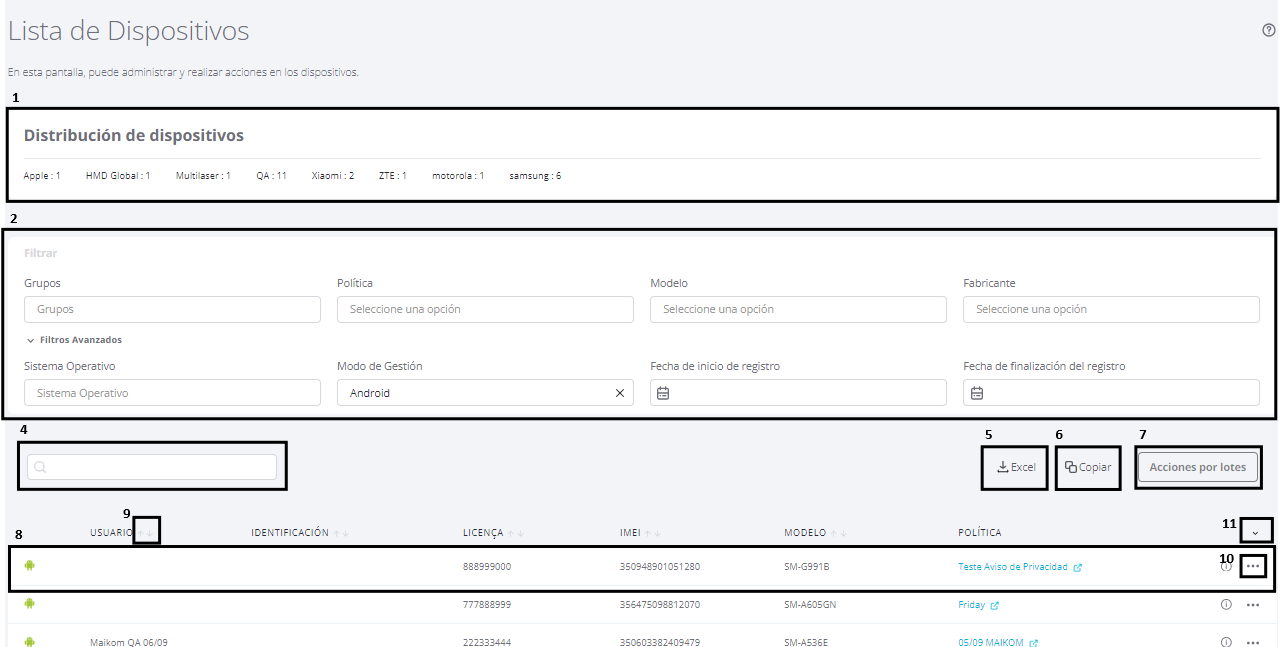 Lista de Dispositivos
En esta pantalla, puede administrar y realizar acciones en los dispositivos.
1
Distribución de dispositivos
Apple : 1 HMD Global : 1 Multilaser : 1 QA : 11 Xiaomi : 2 ZTE : 1 motorola : 1 samsung : 6
2
Filtrar
Grupos Política Modelo Fabricante
Grupos Seleccione una opción Seleccione una opción Seleccione una opción
Filtros Avanzados
Sistema Operativo Modo de Gestión Fecha de inicio de registro Fecha de finalización del registro
Sistema Operativo Android
4 5 6 7
Excel Copiar Acciones por lotes
9 11
8 USUARIO IDENTIFICACIÓN LICENÇA IMEI MODELO POLÍTICA
10
888999000 350948901051280 SM-G991B Teste Aviso de Privacidad
777888999 356475098812070 SM-A605GN Friday
Maikom QA 06/09 222333444 350603382409479 SM-A536E 05/09 MAIKOM